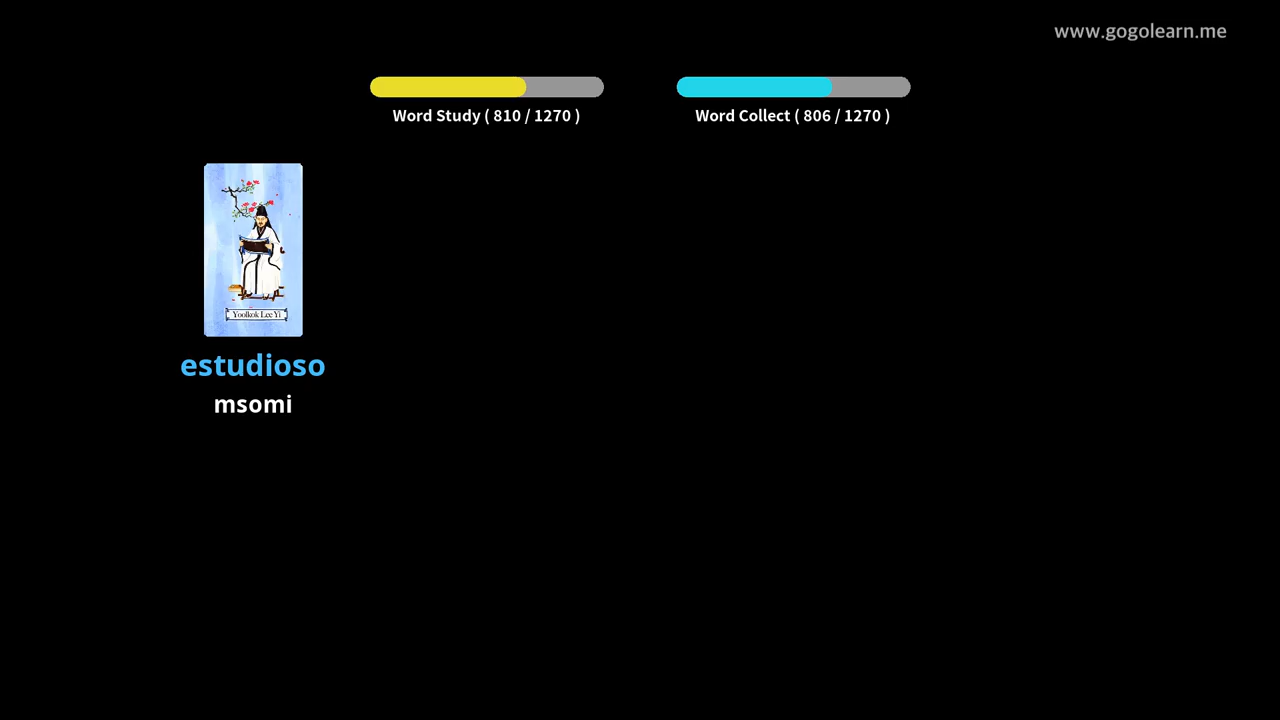 www.gogolearn.me
Word Study ( 810 / 1270 )
Word Collect ( 806 / 1270 )
Yoolkok Lee Yi
estudioso
msomi